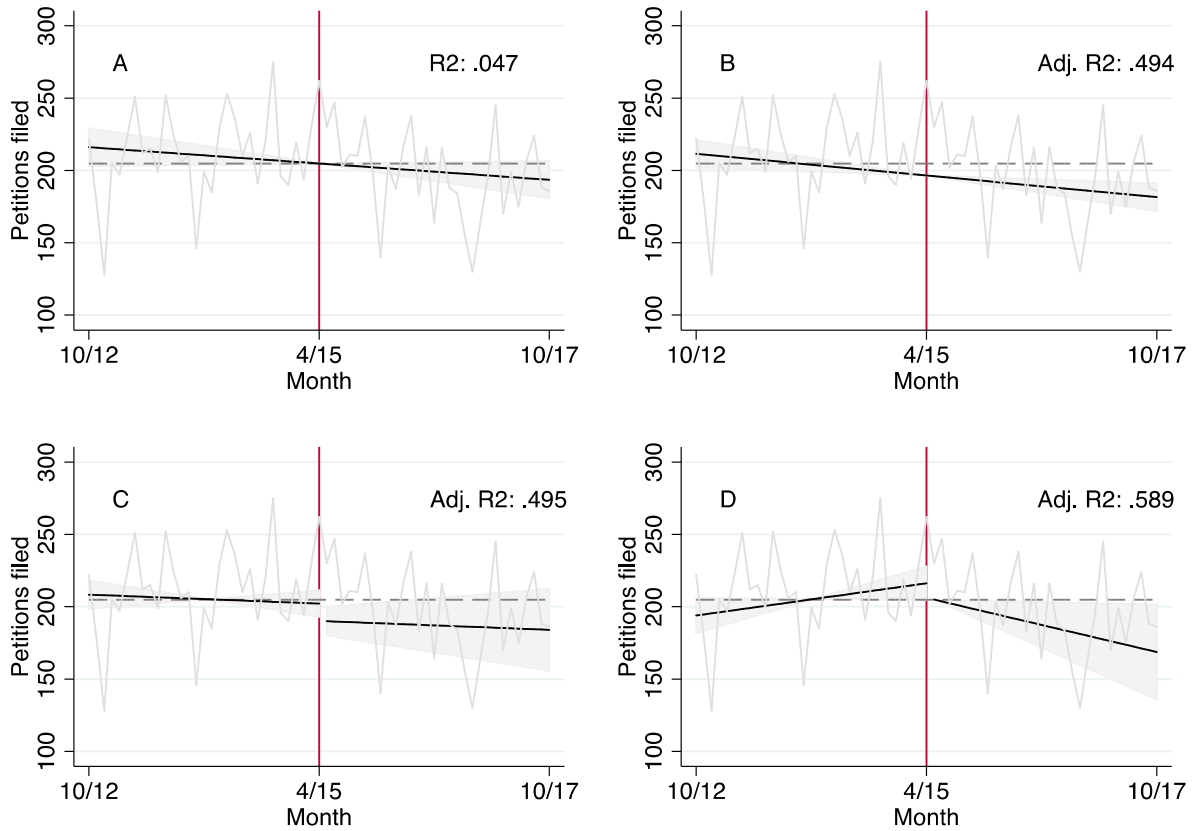 A
R2: .047
Petitions filed
300
250
200
150
100
10/12
4/15
10/17
Month
B
Adj. R2: .494
Petitions filed
300
250
200
150
100
10/12
4/15
10/17
Month
C
Adj. R2: .495
Petitions filed
300
250
200
150
100
10/12
4/15
10/17
Month
D
Adj. R2: .589
Petitions filed
300
250
200
150
100
10/12
4/15
10/17
Month